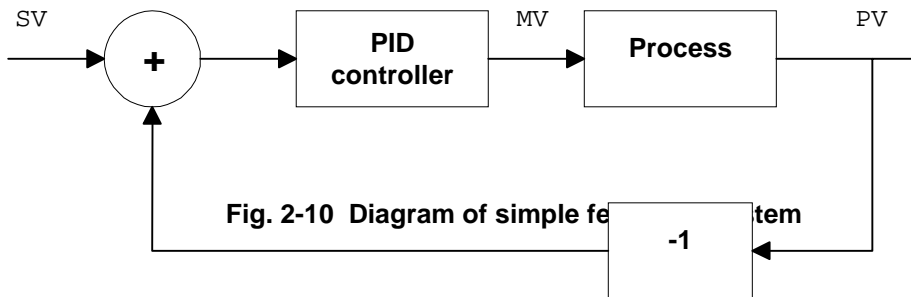 SV
MV
PV
+
PID
controller
Process
Fig. 2-10 Diagram of simple fe stem
-1